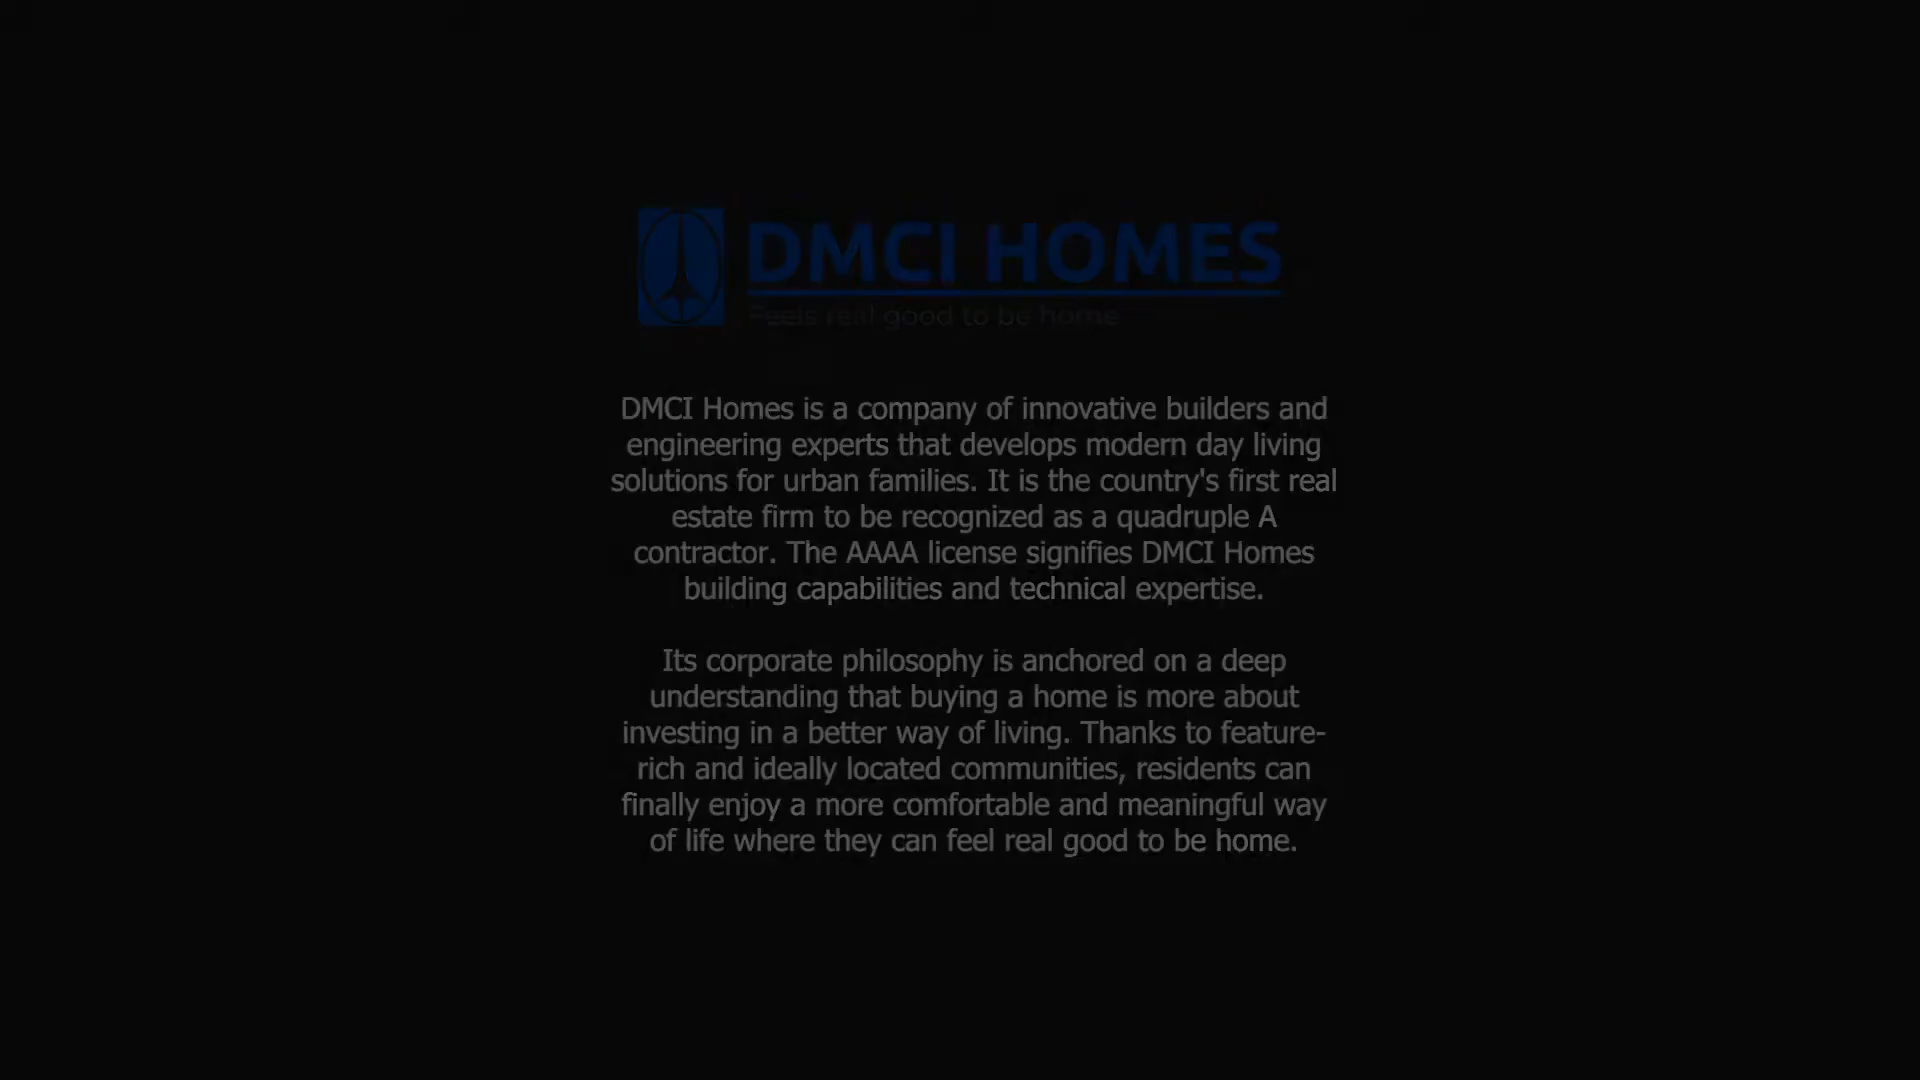 DMCI HOMES
Feels real good to be home
DMCI Homes is a company of innovative builders and
engineering experts that develops modern day living
solutions for urban families. It is the country's first real
estate firm to be recognized as a quadruple A
contractor. The AAAA license signifies DMCI Homes
building capabilities and technical expertise.
Its corporate philosophy is anchored on a deep
understanding that buying a home is more about
investing in a better way of living. Thanks to feature-
rich and ideally located communities, residents can
finally enjoy a more comfortable and meaningful way
of life where they can feel real good to be home.